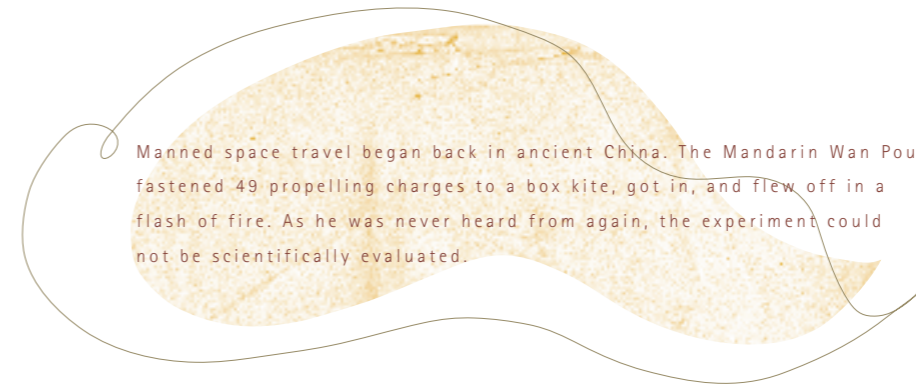 Manned space travel began back in ancient China. The Mandarin Wan Pou
fastened 49 propelling charges to a box kite, got in, and flew off in a
flash of fire. As he was never heard from again, the experiment could
not be scientifically evaluated.